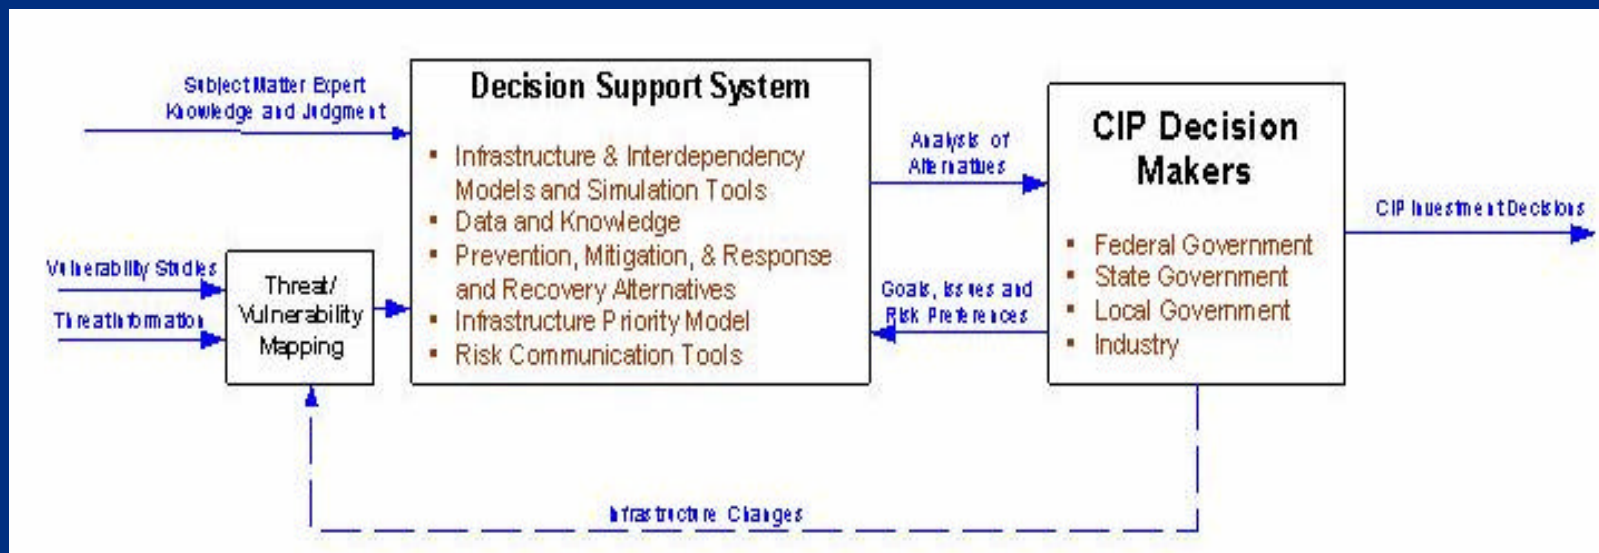 Subject Matter Expert
Knowledge and Judgment
Decision Support System
▪ Infrastructure & Interdependency
Models and Simulation Tools
▪ Data and Knowledge
▪ Prevention, Mitigation, & Response
and Recovery Alternatives
▪ Infrastructure Priority Model
▪ Risk Communication Tools
Vulnerability Studies
Threat Information
Threat/
Vulnerability
Mapping
Analysis of
Alternatives
Goals, Issues and
Risk Preferences
CIP Decision
Makers
▪ Federal Government
▪ State Government
▪ Local Government
▪ Industry
CIP Investment Decisions
Infrastructure Changes